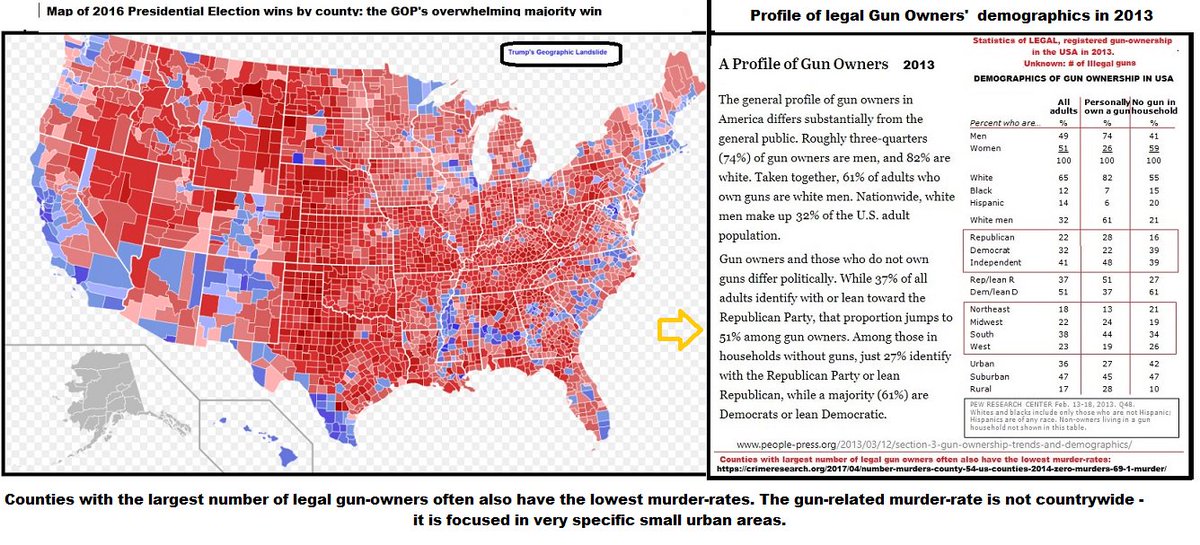 Map of 2016 Presidential Election wins by county: the GOP's overwhelming majority win
Trump's Geographic Landslide
Profile of legal Gun Owners' demographics in 2013
A Profile of Gun Owners 2013
The general profile of gun owners in
America differs substantially from the
general public. Roughly three-quarters
(74%) of gun owners are men, and 82% are
white. Taken together, 61% of adults who
own guns are white men. Nationwide, white
men make up 32% of the U.S. adult
population.
Gun owners and those who do not own
guns differ politically. While 37% of all
adults identify with or lean toward the
Republican Party, that proportion jumps to
51% among gun owners. Among those in
households without guns, just 27% identify
with the Republican Party or lean
Republican, while a majority (61%) are
Democrats or lean Democratic.
Statistics of LEGAL, registered gun-ownership
in the USA in 2013.
Unknown: # of Illegal guns
DEMOGRAPHICS OF GUN OWNERSHIP IN USA
All Personally No gun in
adults own a gun household
Percent who are... % % %
Men 49 74 41
Women 51 26 59
100 100 100
White 65 82 55
Black 12 7 15
Hispanic 14 6 20
White men 32 61 21
Republican 22 28 16
Democrat 32 22 39
Independent 41 48 39
Rep/lean R 37 51 27
Dem/lean D 51 37 61
Northeast 18 13 21
Midwest 22 24 19
South 38 44 34
West 23 19 26
Urban 36 27 42
Suburban 47 45 47
Rural 17 28 10
PEW RESEARCH CENTER Feb. 13-18, 2013. Q48.
Whites and blacks include only those who are not Hispanic;
Hispanics are of any race. Non-owners living in a gun
household not shown in this table.
www.people-press.org/2013/03/12/section-3-gun-ownership-trends-and-demographics/
Counties with largest number of legal gun owners often also have the lowest murder-rates:
https://crimeresearch.org/2017/04/number-murders-county-54-us-counties-2014-zero-murders-69-1-murder/
Counties with the largest number of legal gun-owners often also have the lowest murder-rates. The gun-related murder-rate is not countrywide -
it is focused in very specific small urban areas.